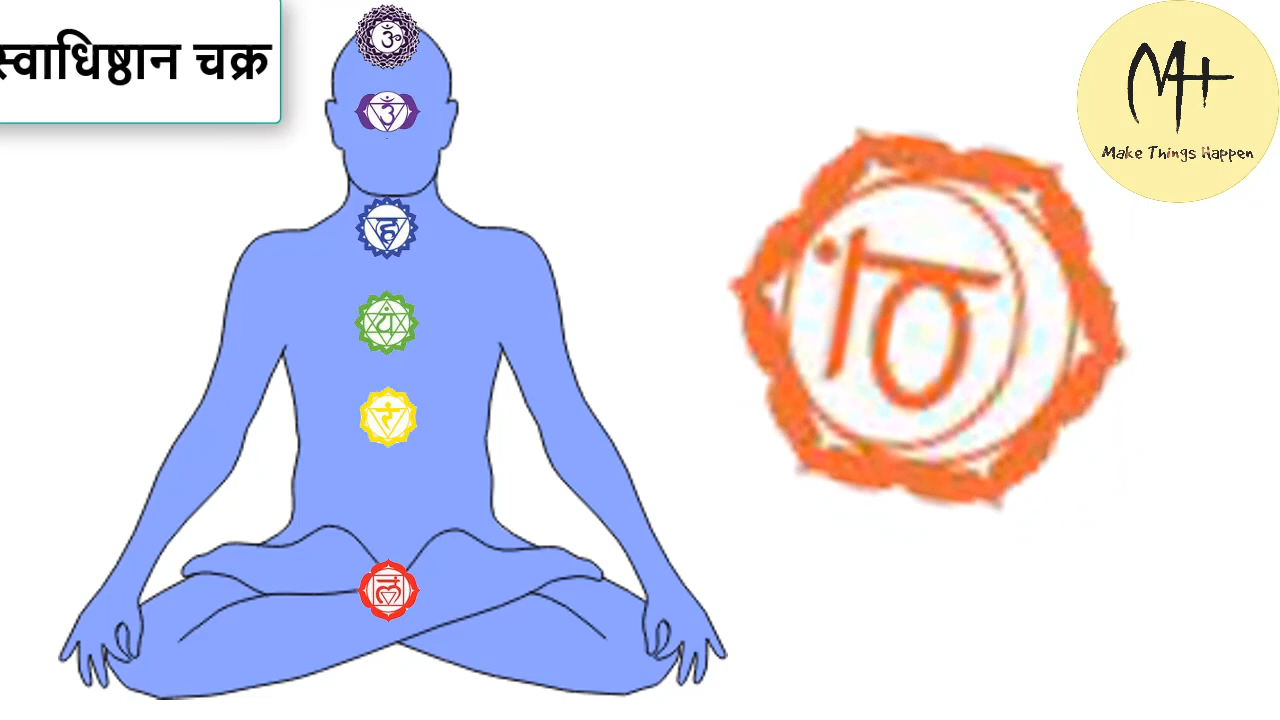 स्वाधिष्ठान चक्र
Make Things Happen
ॐ
ॐ
हं
यं
रं
लं